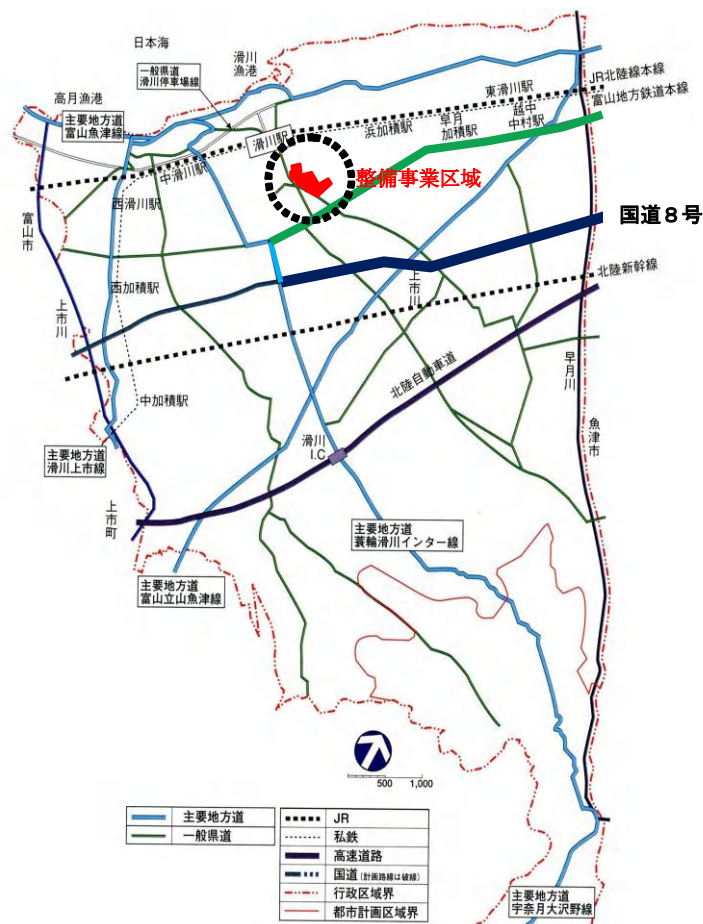 日本海
滑川
漁港
一般県道
滑川停車場線
高月漁港
主要地方道
富山魚津線
JR北陸線本線
東滑川駅
富山地方鉄道本線
越中
中村駅
早月
加積駅
浜加積駅
滑川駅
中滑川駅
整備事業区域
西滑川駅
富山市
国道8号
西加積駅
上市川
上市川
北陸新幹線
早月川
北陸自動車道
中加積駅
魚津市
滑川
I.C
主要地方道
滑川上市線
上市町
主要地方道
蓑輪滑川インター線
主要地方道
富山立山魚津線
500 1,000
主要地方道
一般県道
JR
私鉄
高速道路
国道(計画路線は破線)
行政区域界
都市計画区域界
主要地方道
宇奈月大沢野線